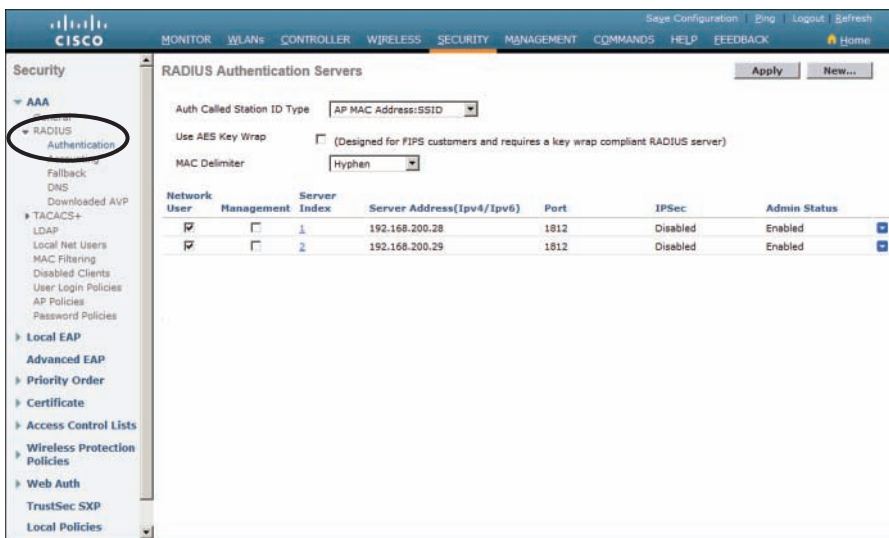 Save Configuration | Ping | Logout | Refresh
CISCO MONITOR WLANs CONTROLLER WIRELESS SECURITY MANAGEMENT COMMANDS HELP FEEDBACK Home
Security
AAA
General
RADIUS
Authentication
Accounting
Fallback
DNS
Downloaded AVP
TACACS+
LDAP
Local Net Users
MAC Filtering
Disabled Clients
User Login Policies
AP Policies
Password Policies
Local EAP
Advanced EAP
Priority Order
Certificate
Access Control Lists
Wireless Protection
Policies
Web Auth
TrustSec SXP
Local Policies
RADIUS Authentication Servers
Apply New...
Auth Called Station ID Type AP MAC Address:SSID
Use AES Key Wrap (Designed for FIPS customers and requires a key wrap compliant RADIUS server)
MAC Delimiter Hyphen
Network Server
User Management Index Server Address(Ipv4/Ipv6) Port IPSec Admin Status
1 192.168.200.28 1812 Disabled Enabled
2 192.168.200.29 1812 Disabled Enabled